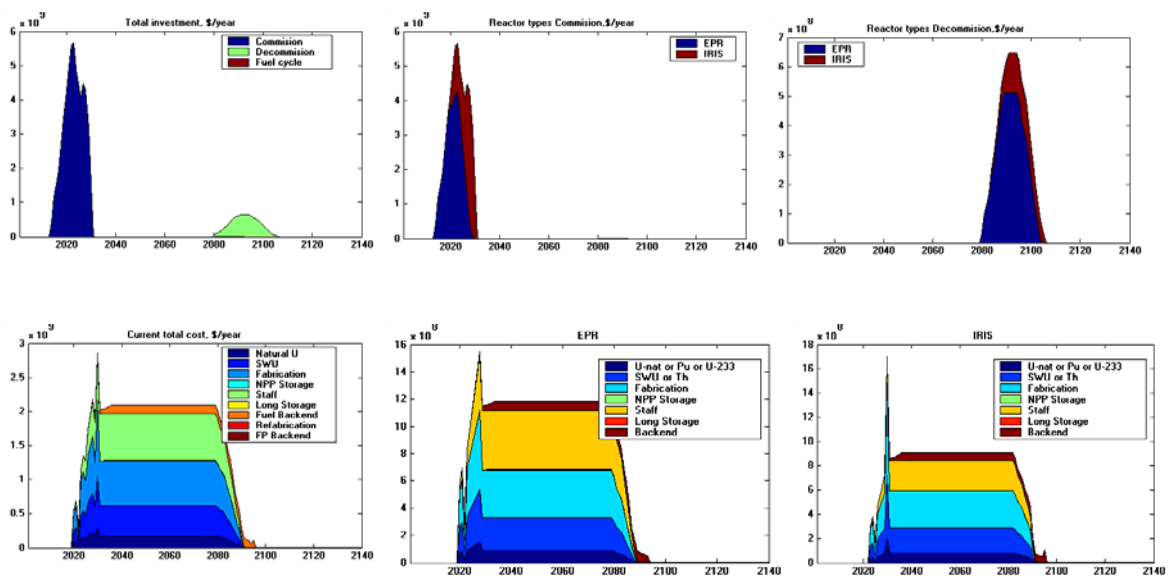 x 10
Total investment, $/year
6
5
4
3
2
1
0
Commision
Decommision
Fuel cycle
2020 2040 2060 2080 2100 2120 2140
x 10
Reactor types Commision,$/year
6
5
4
3
2
1
0
EPR
IRIS
2020 2040 2060 2080 2100 2120 2140
x 10
Reactor types Decommision,$/year
7
6
5
4
3
2
1
0
EPR
IRIS
2020 2040 2060 2080 2100 2120 2140
x 10
Current total cost, $/year
3
2.5
2
1.5
1
0.5
0
Natural U
SWU
Fabrication
NPP Storage
Staff
Long Storage
Fuel Backend
Refabrication
FP Backend
2020 2040 2060 2080 2100 2120 2140
x 10
EPR
16
14
12
10
8
6
4
2
0
U-nat or Pu or U-233
SWU or Th
Fabrication
NPP Storage
Staff
Long Storage
Backend
2020 2040 2060 2080 2100 2120 2140
x 10
IRIS
18
16
14
12
10
8
6
4
2
0
U-nat or Pu or U-233
SWU or Th
Fabrication
NPP Storage
Staff
Long Storage
Backend
2020 2040 2060 2080 2100 2120 2140